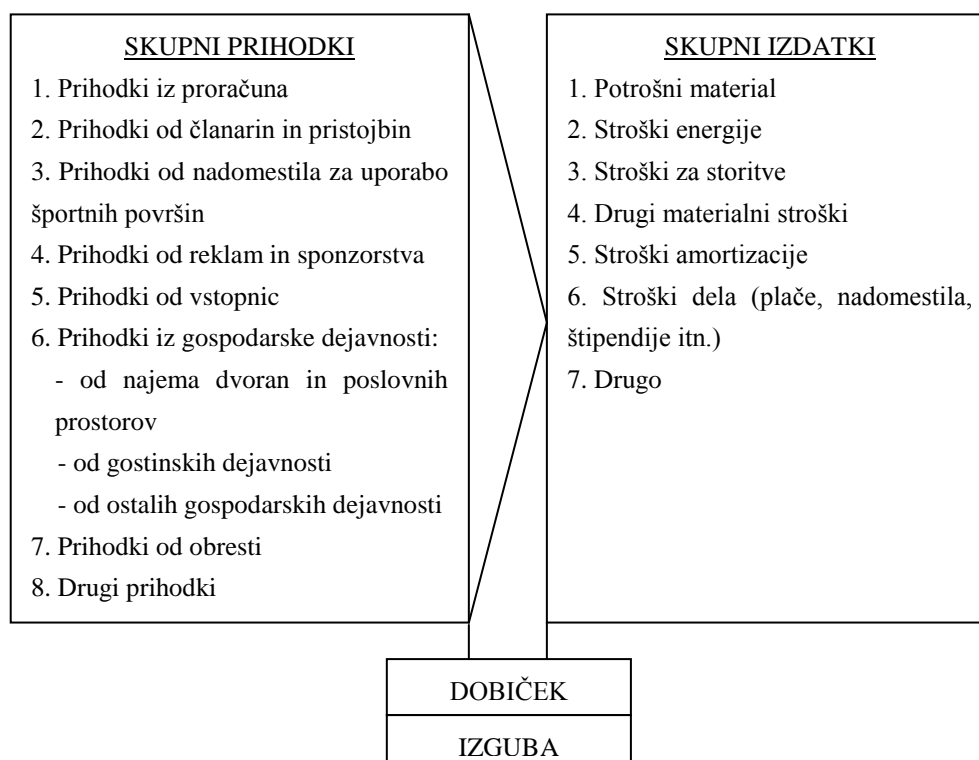 SKUPNI PRIHODKI
1. Prihodki iz proračuna
2. Prihodki od članarin in pristojbin
3. Prihodki od nadomestila za uporabo
športnih površin
4. Prihodki od reklam in sponzorstva
5. Prihodki od vstopnic
6. Prihodki iz gospodarske dejavnosti:
- od najema dvoran in poslovnih
prostorov
- od gostinskih dejavnosti
- od ostalih gospodarskih dejavnosti
7. Prihodki od obresti
8. Drugi prihodki
SKUPNI IZDATKI
1. Potrošni material
2. Stroški energije
3. Stroški za storitve
4. Drugi materialni stroški
5. Stroški amortizacije
6. Stroški dela (plače, nadomestila,
štipendije itn.)
7. Drugo
DOBIČEK
IZGUBA